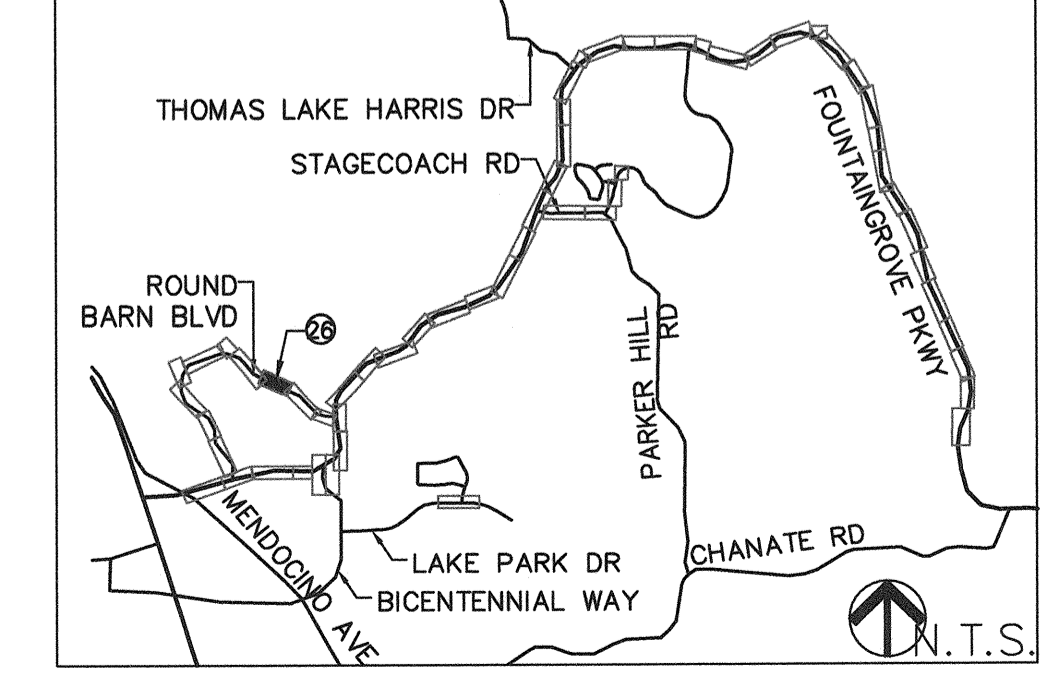 THOMAS LAKE HARRIS DR
STAGECOACH RD
FOUNTAINGROVE PKWY
ROUND
BARN BLVD
26
PARKER HILL
RD
MENDOCINO AVE
CHANATE RD
LAKE PARK DR
BICENTENNIAL WAY
N.T.S.